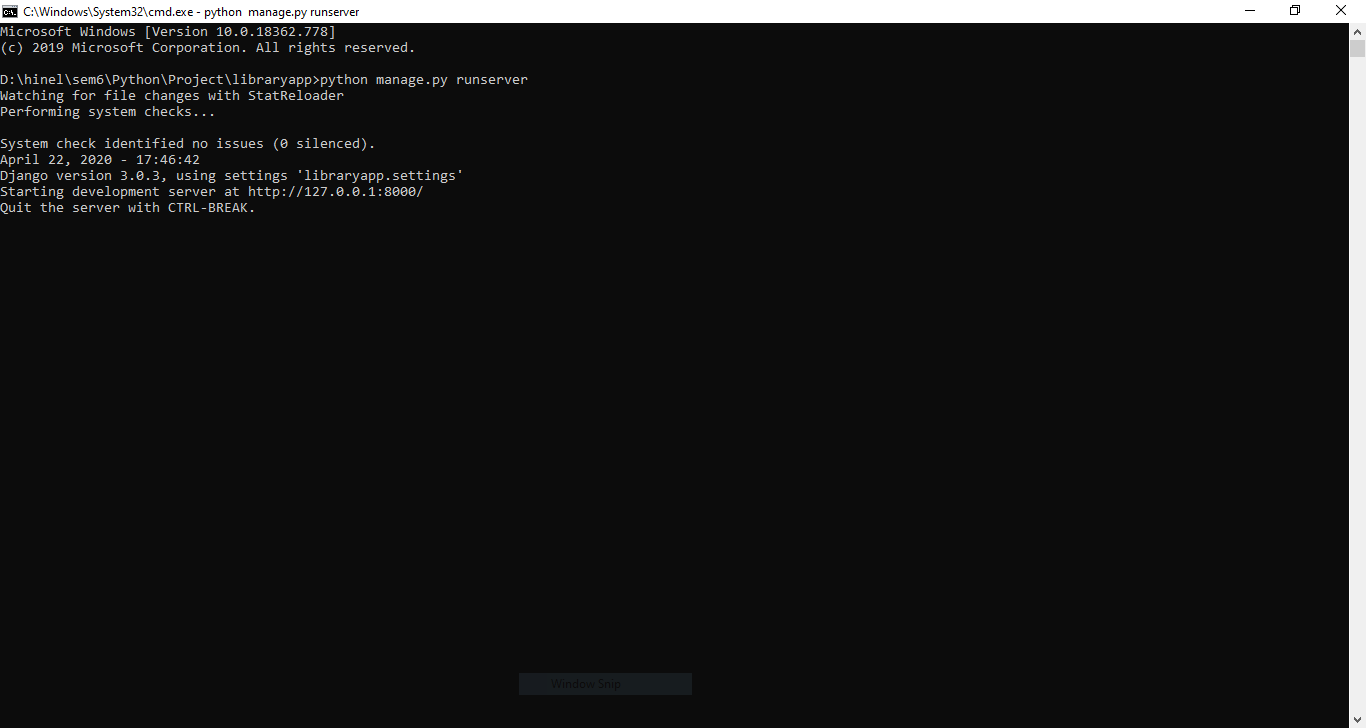 C:\Windows\System32\cmd.exe - python  manage.py runserver
Microsoft Windows [Version 10.0.18362.778]
(c) 2019 Microsoft Corporation. All rights reserved.
D:\hinel\sem6\Python\Project\libraryapp>python manage.py runserver
Watching for file changes with StatReloader
Performing system checks...
System check identified no issues (0 silenced).
April 22, 2020 - 17:46:42
Django version 3.0.3, using settings 'libraryapp.settings'
Starting development server at http://127.0.0.1:8000/
Quit the server with CTRL-BREAK.
Window Snip